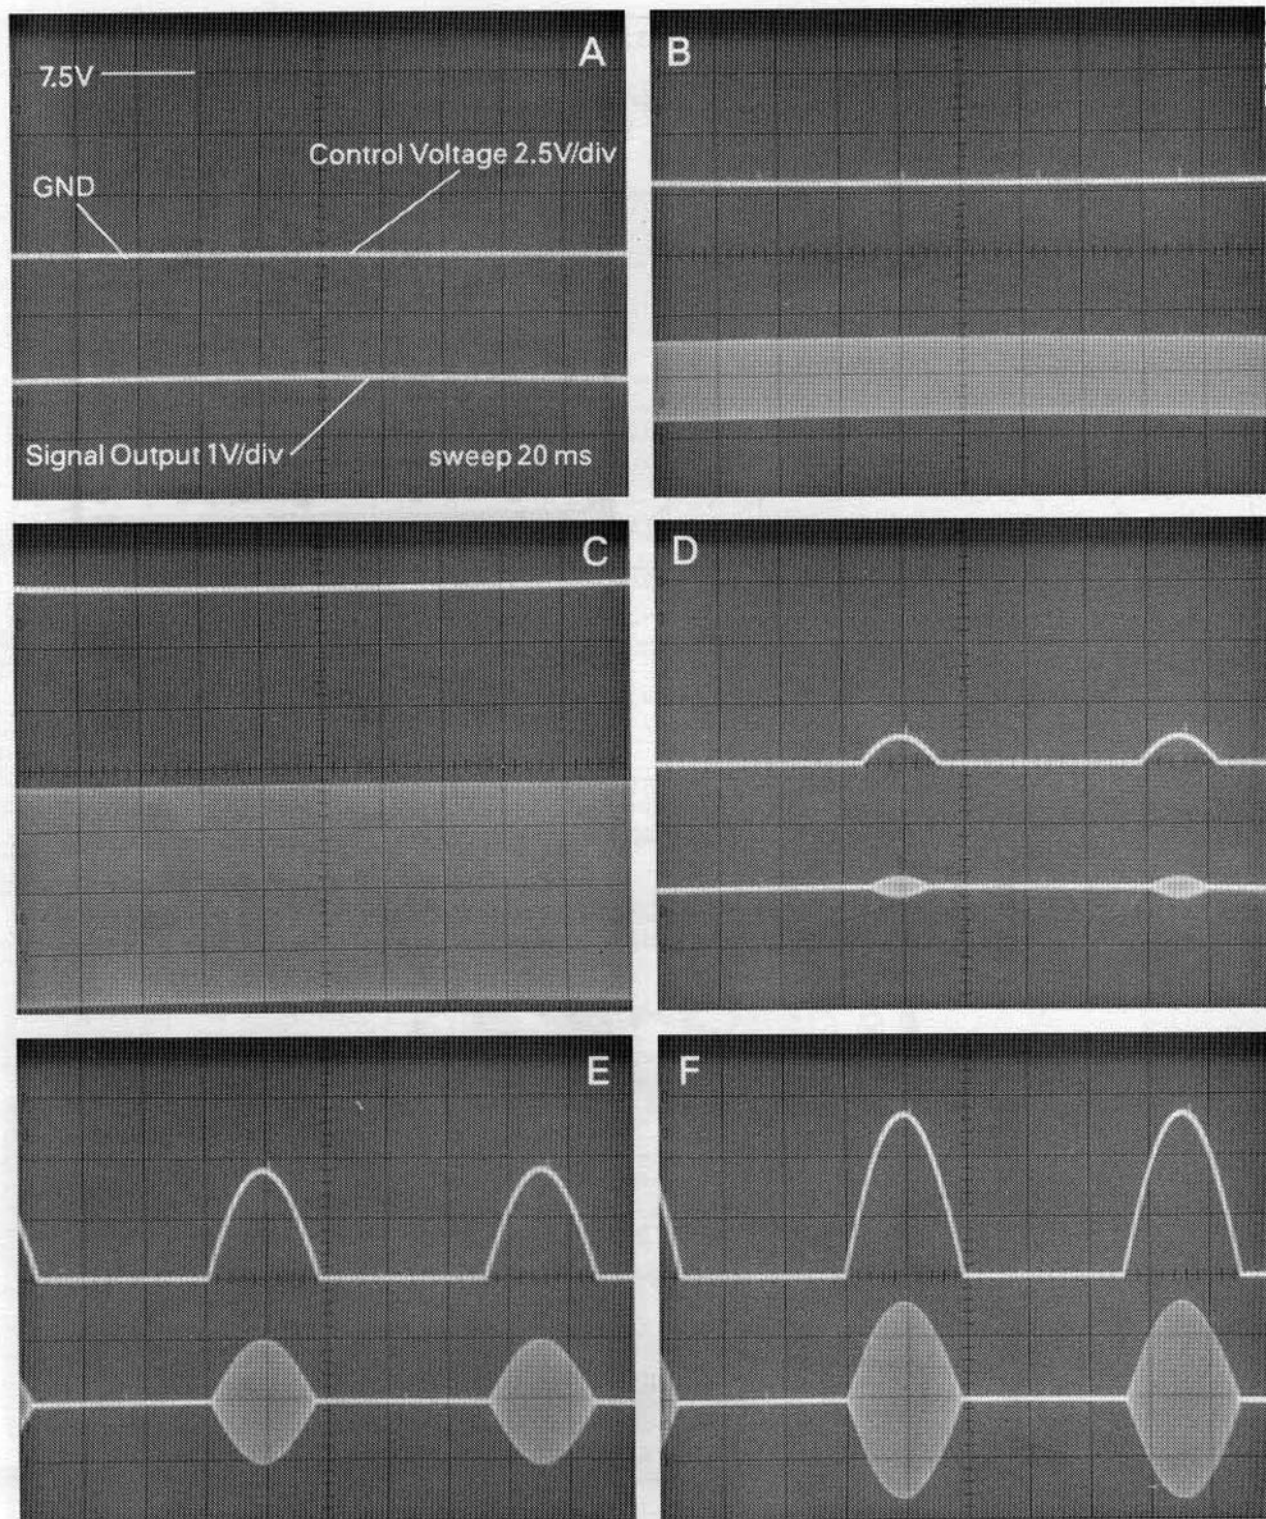 A
7.5V
Control Voltage 2.5V/div
GND
Signal Output 1V/div
sweep 20 ms
B
C
D
E
F